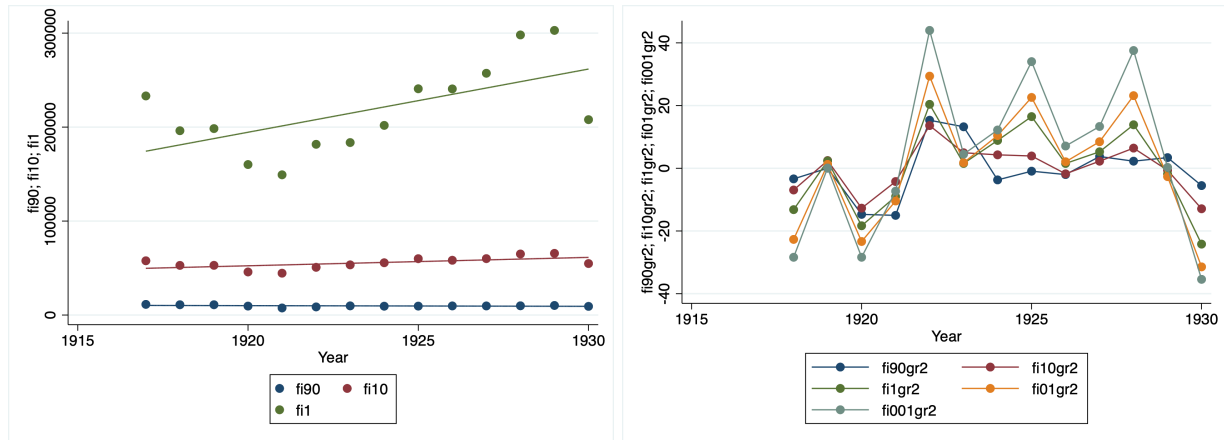 fi90; fi10; fi1
300000
200000
100000
0
1915
1920
1925
1930
Year
fi90
fi10
fi1
fi90gr2; fi10gr2; fi1gr2; fi01gr2; fi001gr2
40
20
0
-20
-40
1915
1920
1925
1930
Year
fi90gr2
fi10gr2
fi1gr2
fi01gr2
fi001gr2